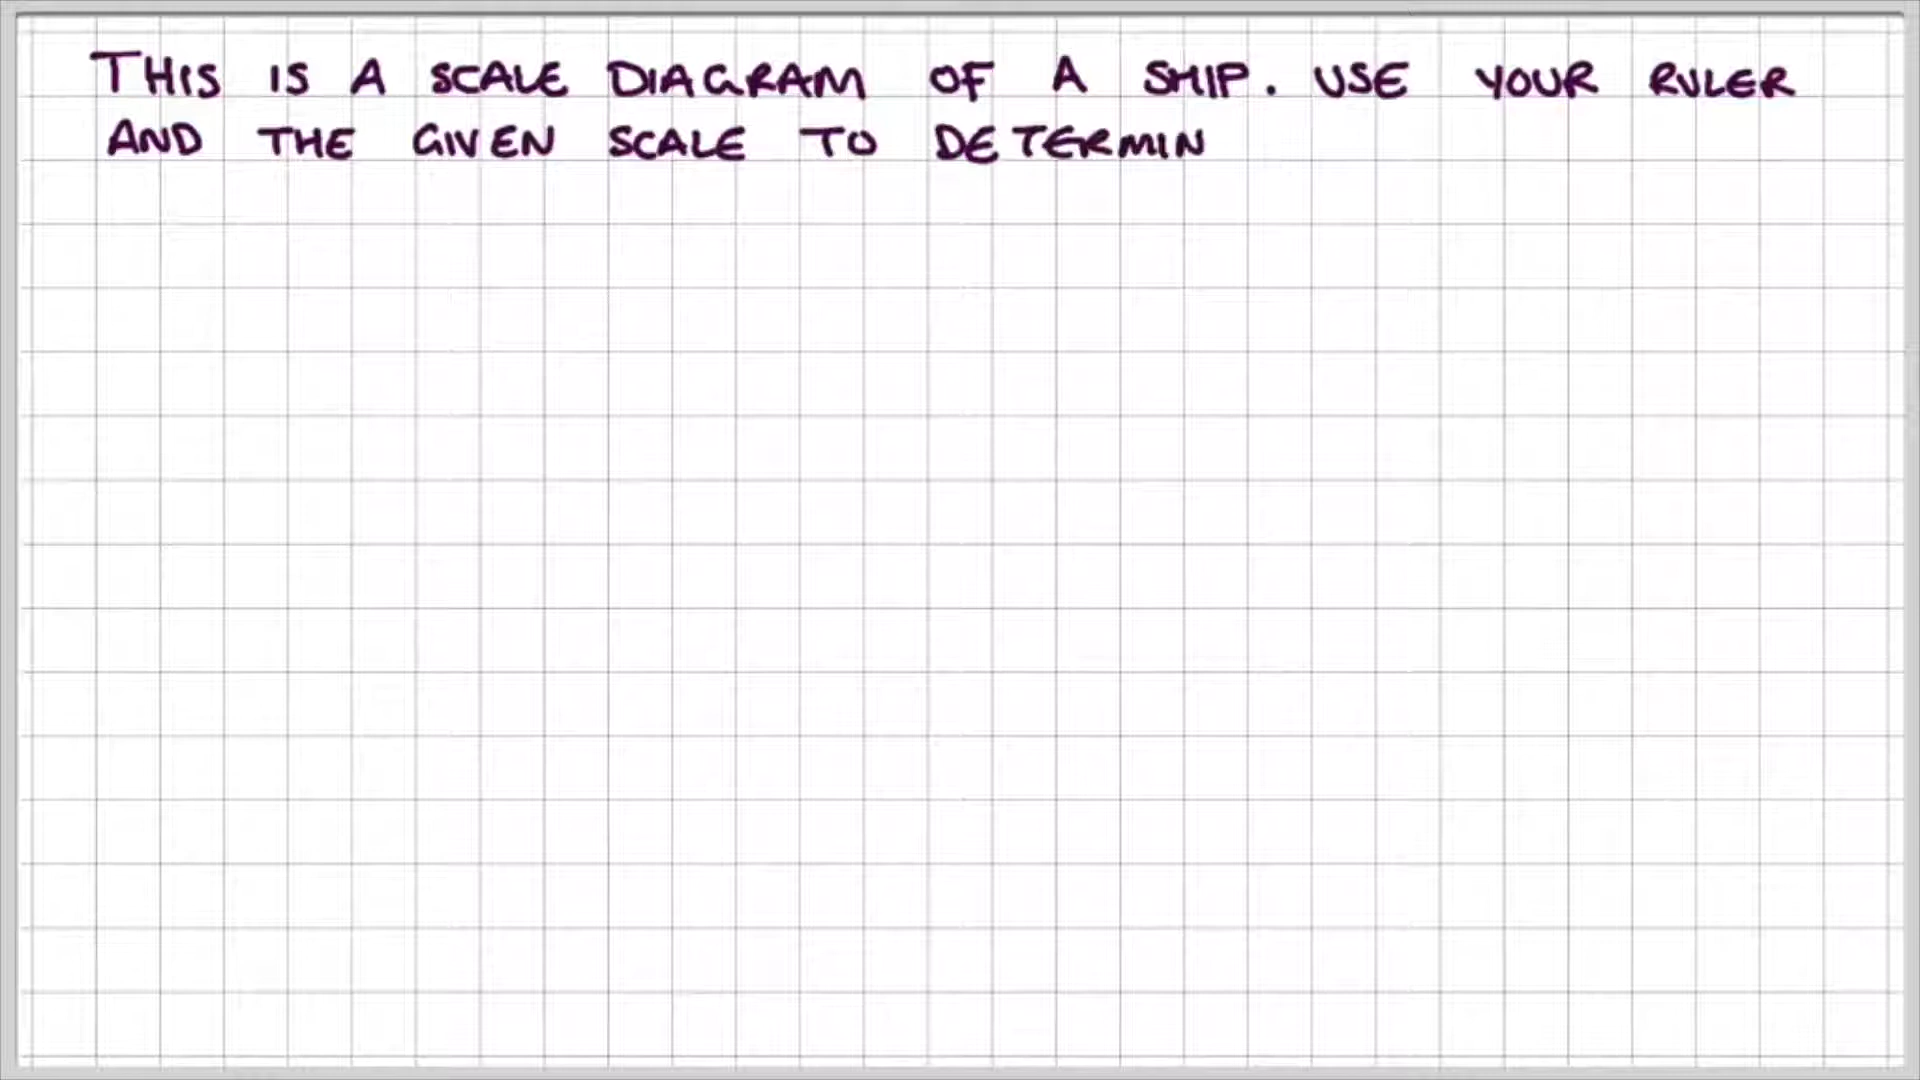 THIS IS A SCALE DIAGRAM OF A SHIP. USE YOUR RULER
AND THE GIVEN SCALE TO DETERMIN